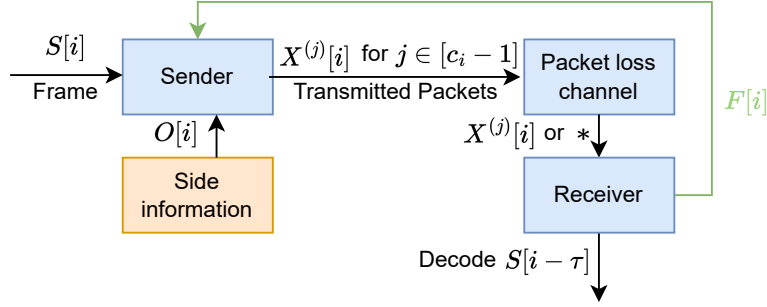 S[i]
Frame
Sender
X^{(j)}[i] for j ∈ [c_i − 1]
Transmitted Packets
Packet loss
channel
F[i]
O[i]
Side
information
X^{(j)}[i] or *
Receiver
Decode S[i − τ]